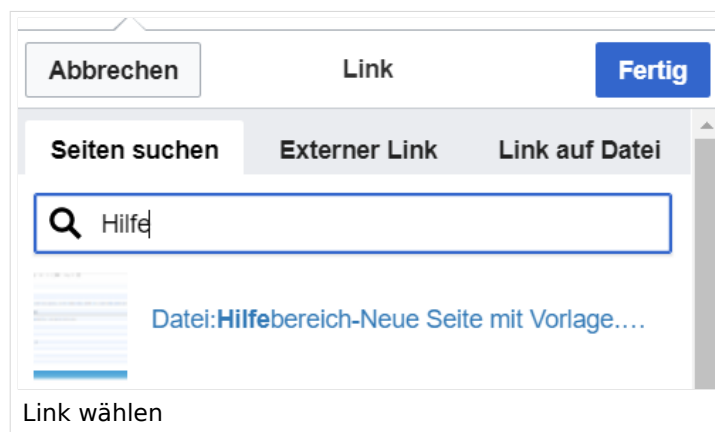 Abbrechen Link Fertig
Seiten suchen Externer Link Link auf Datei
Hilfe
Datei:Hilfebereich-Neue Seite mit Vorlage....
Link wählen